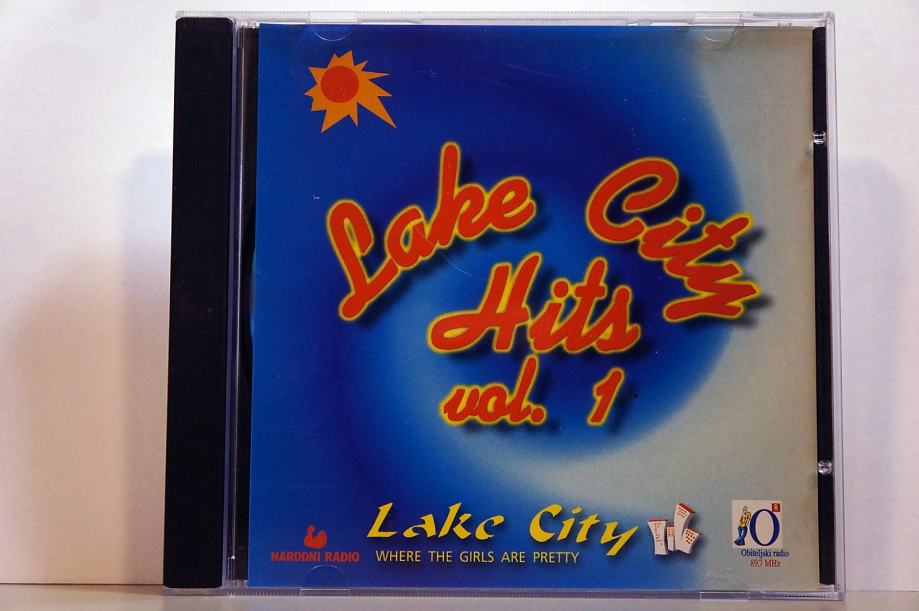 Lake City
Hits
vol. 1
Lake City
WHERE THE GIRLS ARE PRETTY
NARODNI RADIO
R
O
Obiteljski radio
89,7 MHz